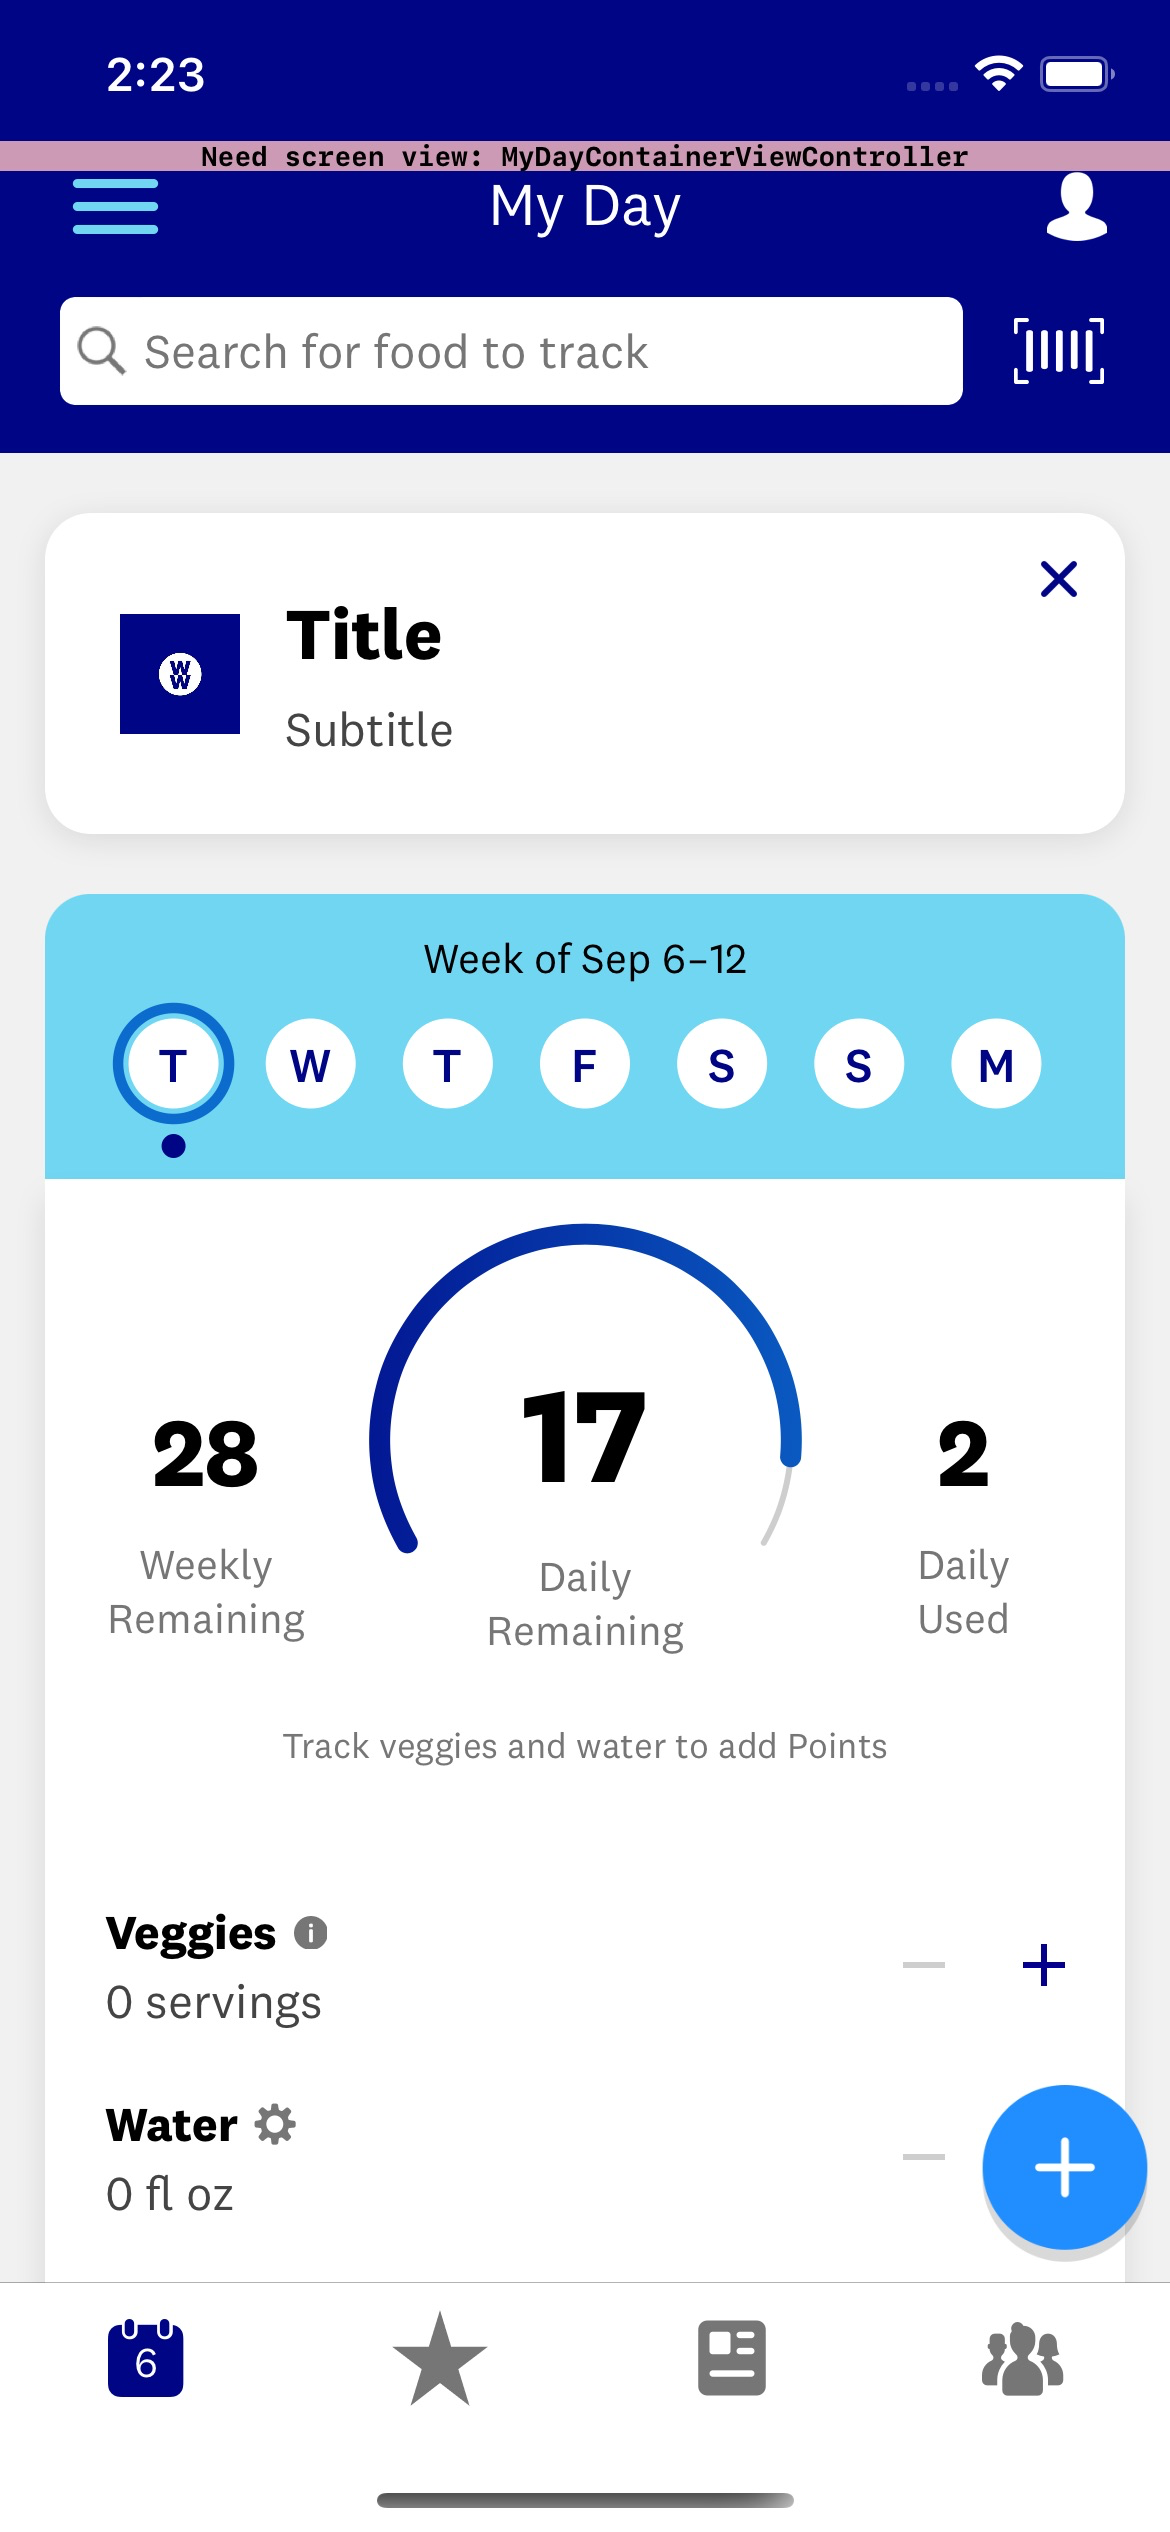 2:23
Need screen view: MyDayContainerViewController
My Day
Search for food to track
Title
W
W
Subtitle
Week of Sep 6–12
T W T F S S M
28
17
2
Weekly
Remaining
Daily
Remaining
Daily
Used
Track veggies and water to add Points
Veggies
0 servings
Water
0 fl oz
6